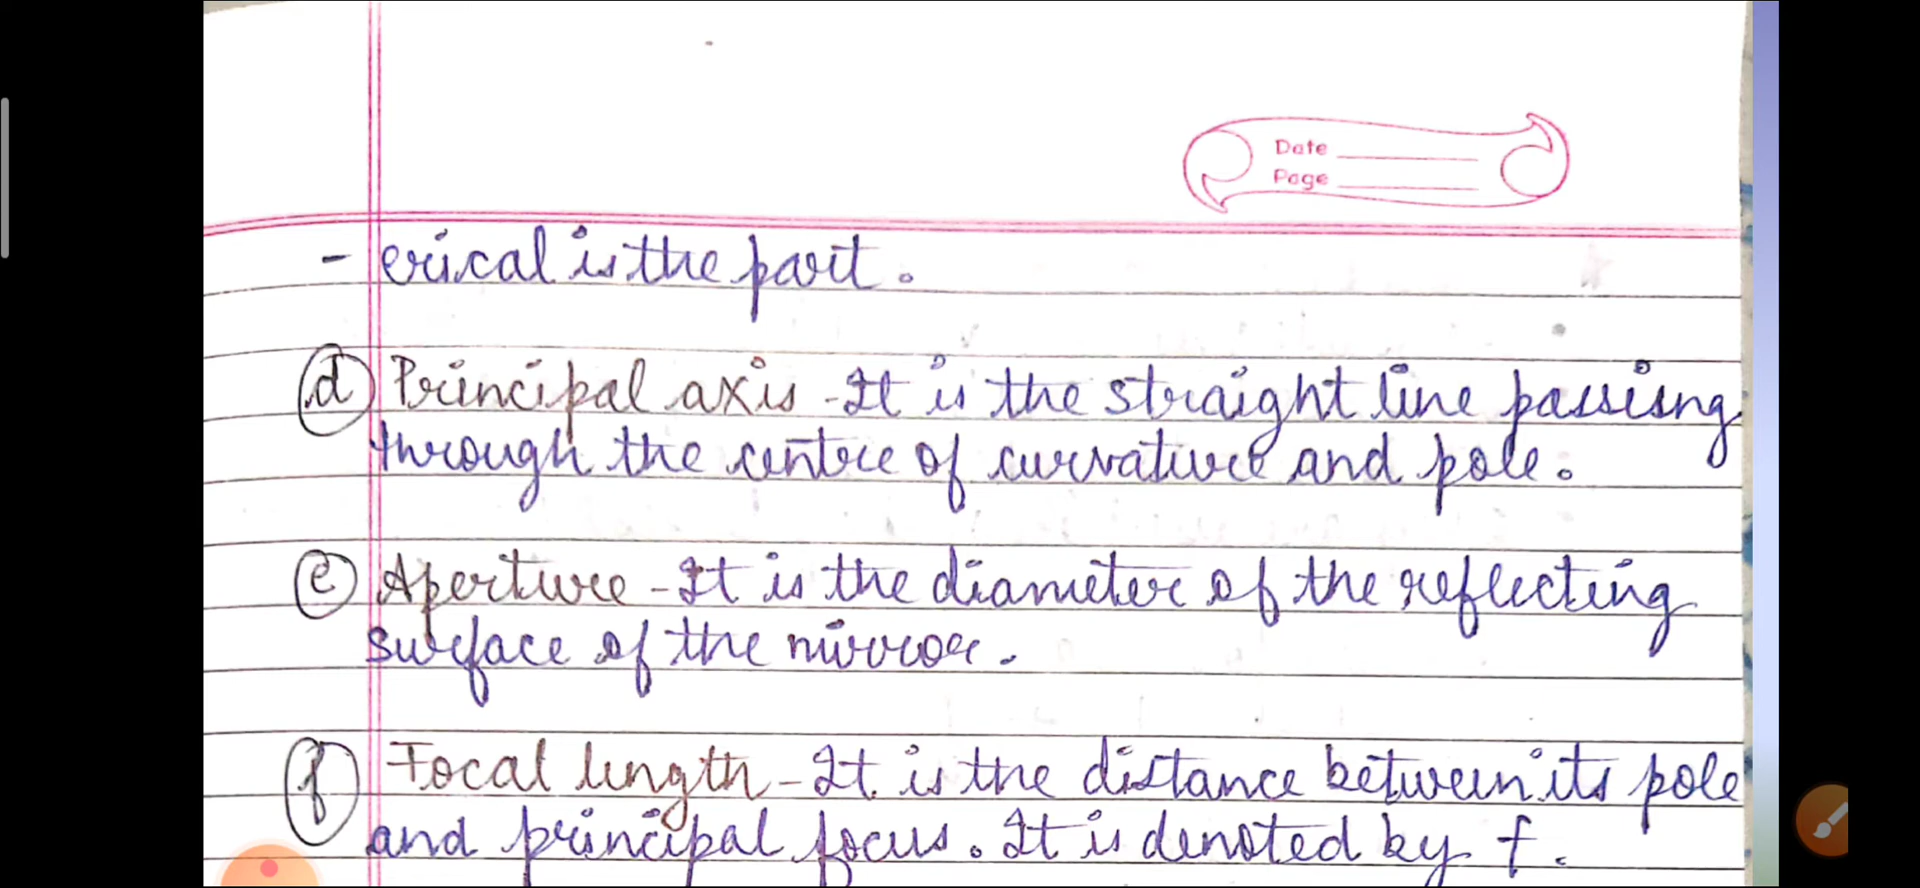 Date
Page
- erical is the part.
(d) Principal axis - It is the straight line passing
through the centre of curvature and pole.
(e) Aperture - It is the diameter of the reflecting
surface of the mirror.
(f) Focal length - It is the distance between its pole
and principal focus. It is denoted by f.